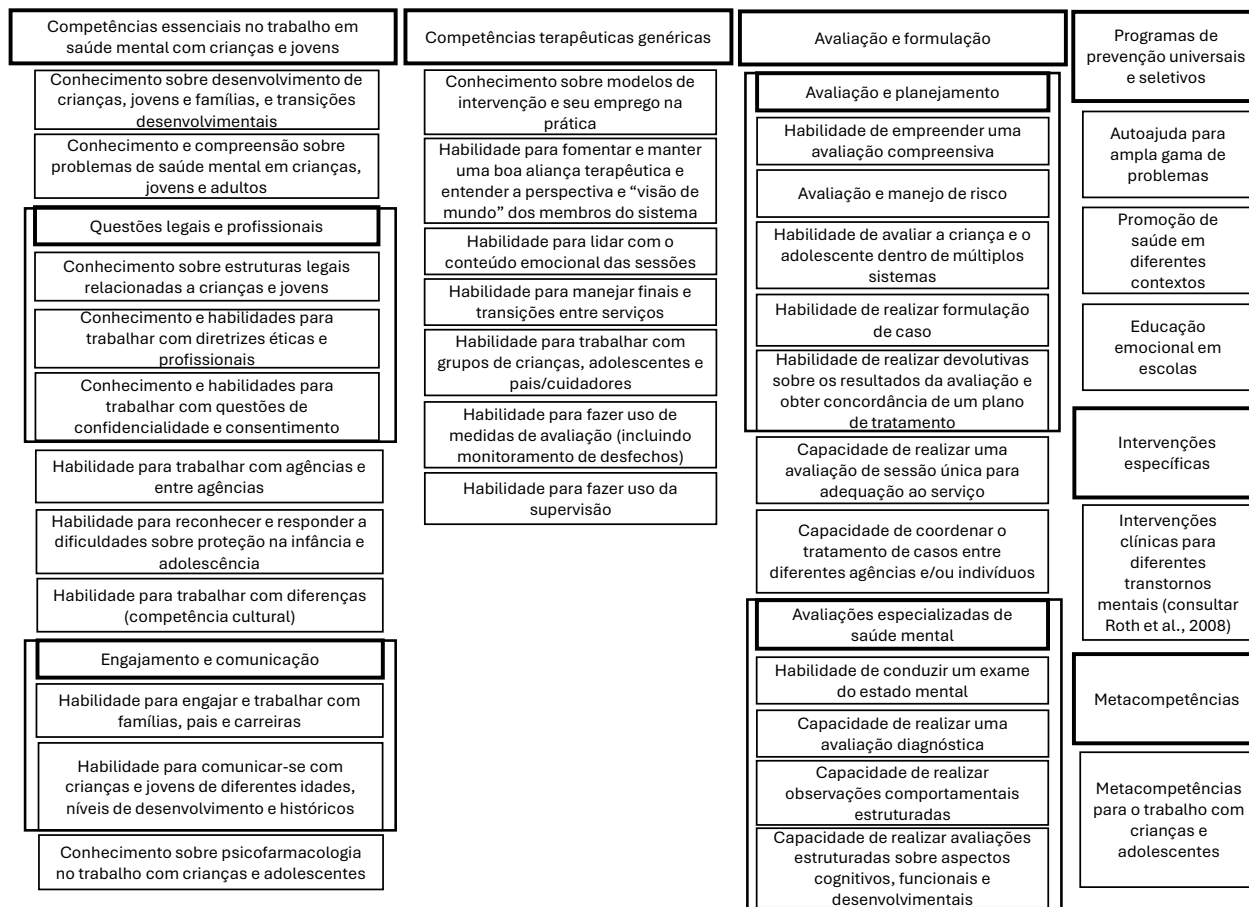 Competências essenciais no trabalho em
saúde mental com crianças e jovens
Conhecimento sobre desenvolvimento de
crianças, jovens e famílias, e transições
desenvolvimentais
Conhecimento e compreensão sobre
problemas de saúde mental em crianças,
jovens e adultos
Questões legais e profissionais
Conhecimento sobre estruturas legais
relacionadas a crianças e jovens
Conhecimento e habilidades para
trabalhar com diretrizes éticas e
profissionais
Conhecimento e habilidades para
trabalhar com questões de
confidencialidade e consentimento
Habilidade para trabalhar com agências e
entre agências
Habilidade para reconhecer e responder a
dificuldades sobre proteção na infância e
adolescência
Habilidade para trabalhar com diferenças
(competência cultural)
Engajamento e comunicação
Habilidade para engajar e trabalhar com
famílias, pais e carreiras
Habilidade para comunicar-se com
crianças e jovens de diferentes idades,
níveis de desenvolvimento e históricos
Conhecimento sobre psicofarmacologia
no trabalho com crianças e adolescentes
Competências terapêuticas genéricas
Conhecimento sobre modelos de
intervenção e seu emprego na
prática
Habilidade para fomentar e manter
uma boa aliança terapêutica e
entender a perspectiva e “visão de
mundo” dos membros do sistema
Habilidade para lidar com o
conteúdo emocional das sessões
Habilidade para manejar finais e
transições entre serviços
Habilidade para trabalhar com
grupos de crianças, adolescentes e
pais/cuidadores
Habilidade para fazer uso de
medidas de avaliação (incluindo
monitoramento de desfechos)
Habilidade para fazer uso da
supervisão
Avaliação e formulação
Avaliação e planejamento
Habilidade de empreender uma
avaliação compreensiva
Avaliação e manejo de risco
Habilidade de avaliar a criança e o
adolescente dentro de múltiplos
sistemas
Habilidade de realizar formulação
de caso
Habilidade de realizar devolutivas
sobre os resultados da avaliação e
obter concordância de um plano
de tratamento
Capacidade de realizar uma
avaliação de sessão única para
adequação ao serviço
Capacidade de coordenar o
tratamento de casos entre
diferentes agências e/ou indivíduos
Avaliações especializadas de
saúde mental
Habilidade de conduzir um exame
do estado mental
Capacidade de realizar uma
avaliação diagnóstica
Capacidade de realizar
observações comportamentais
estruturadas
Capacidade de realizar avaliações
estruturadas sobre aspectos
cognitivos, funcionais e
desenvolvimentais
Programas de
prevenção universais
e seletivos
Autoajuda para
ampla gama de
problemas
Promoção de
saúde em
diferentes
contextos
Educação
emocional em
escolas
Intervenções
específicas
Intervenções
clínicas para
diferentes
transtornos
mentais (consultar
Roth et al., 2008)
Metacompetências
Metacompetências
para o trabalho com
crianças e
adolescentes